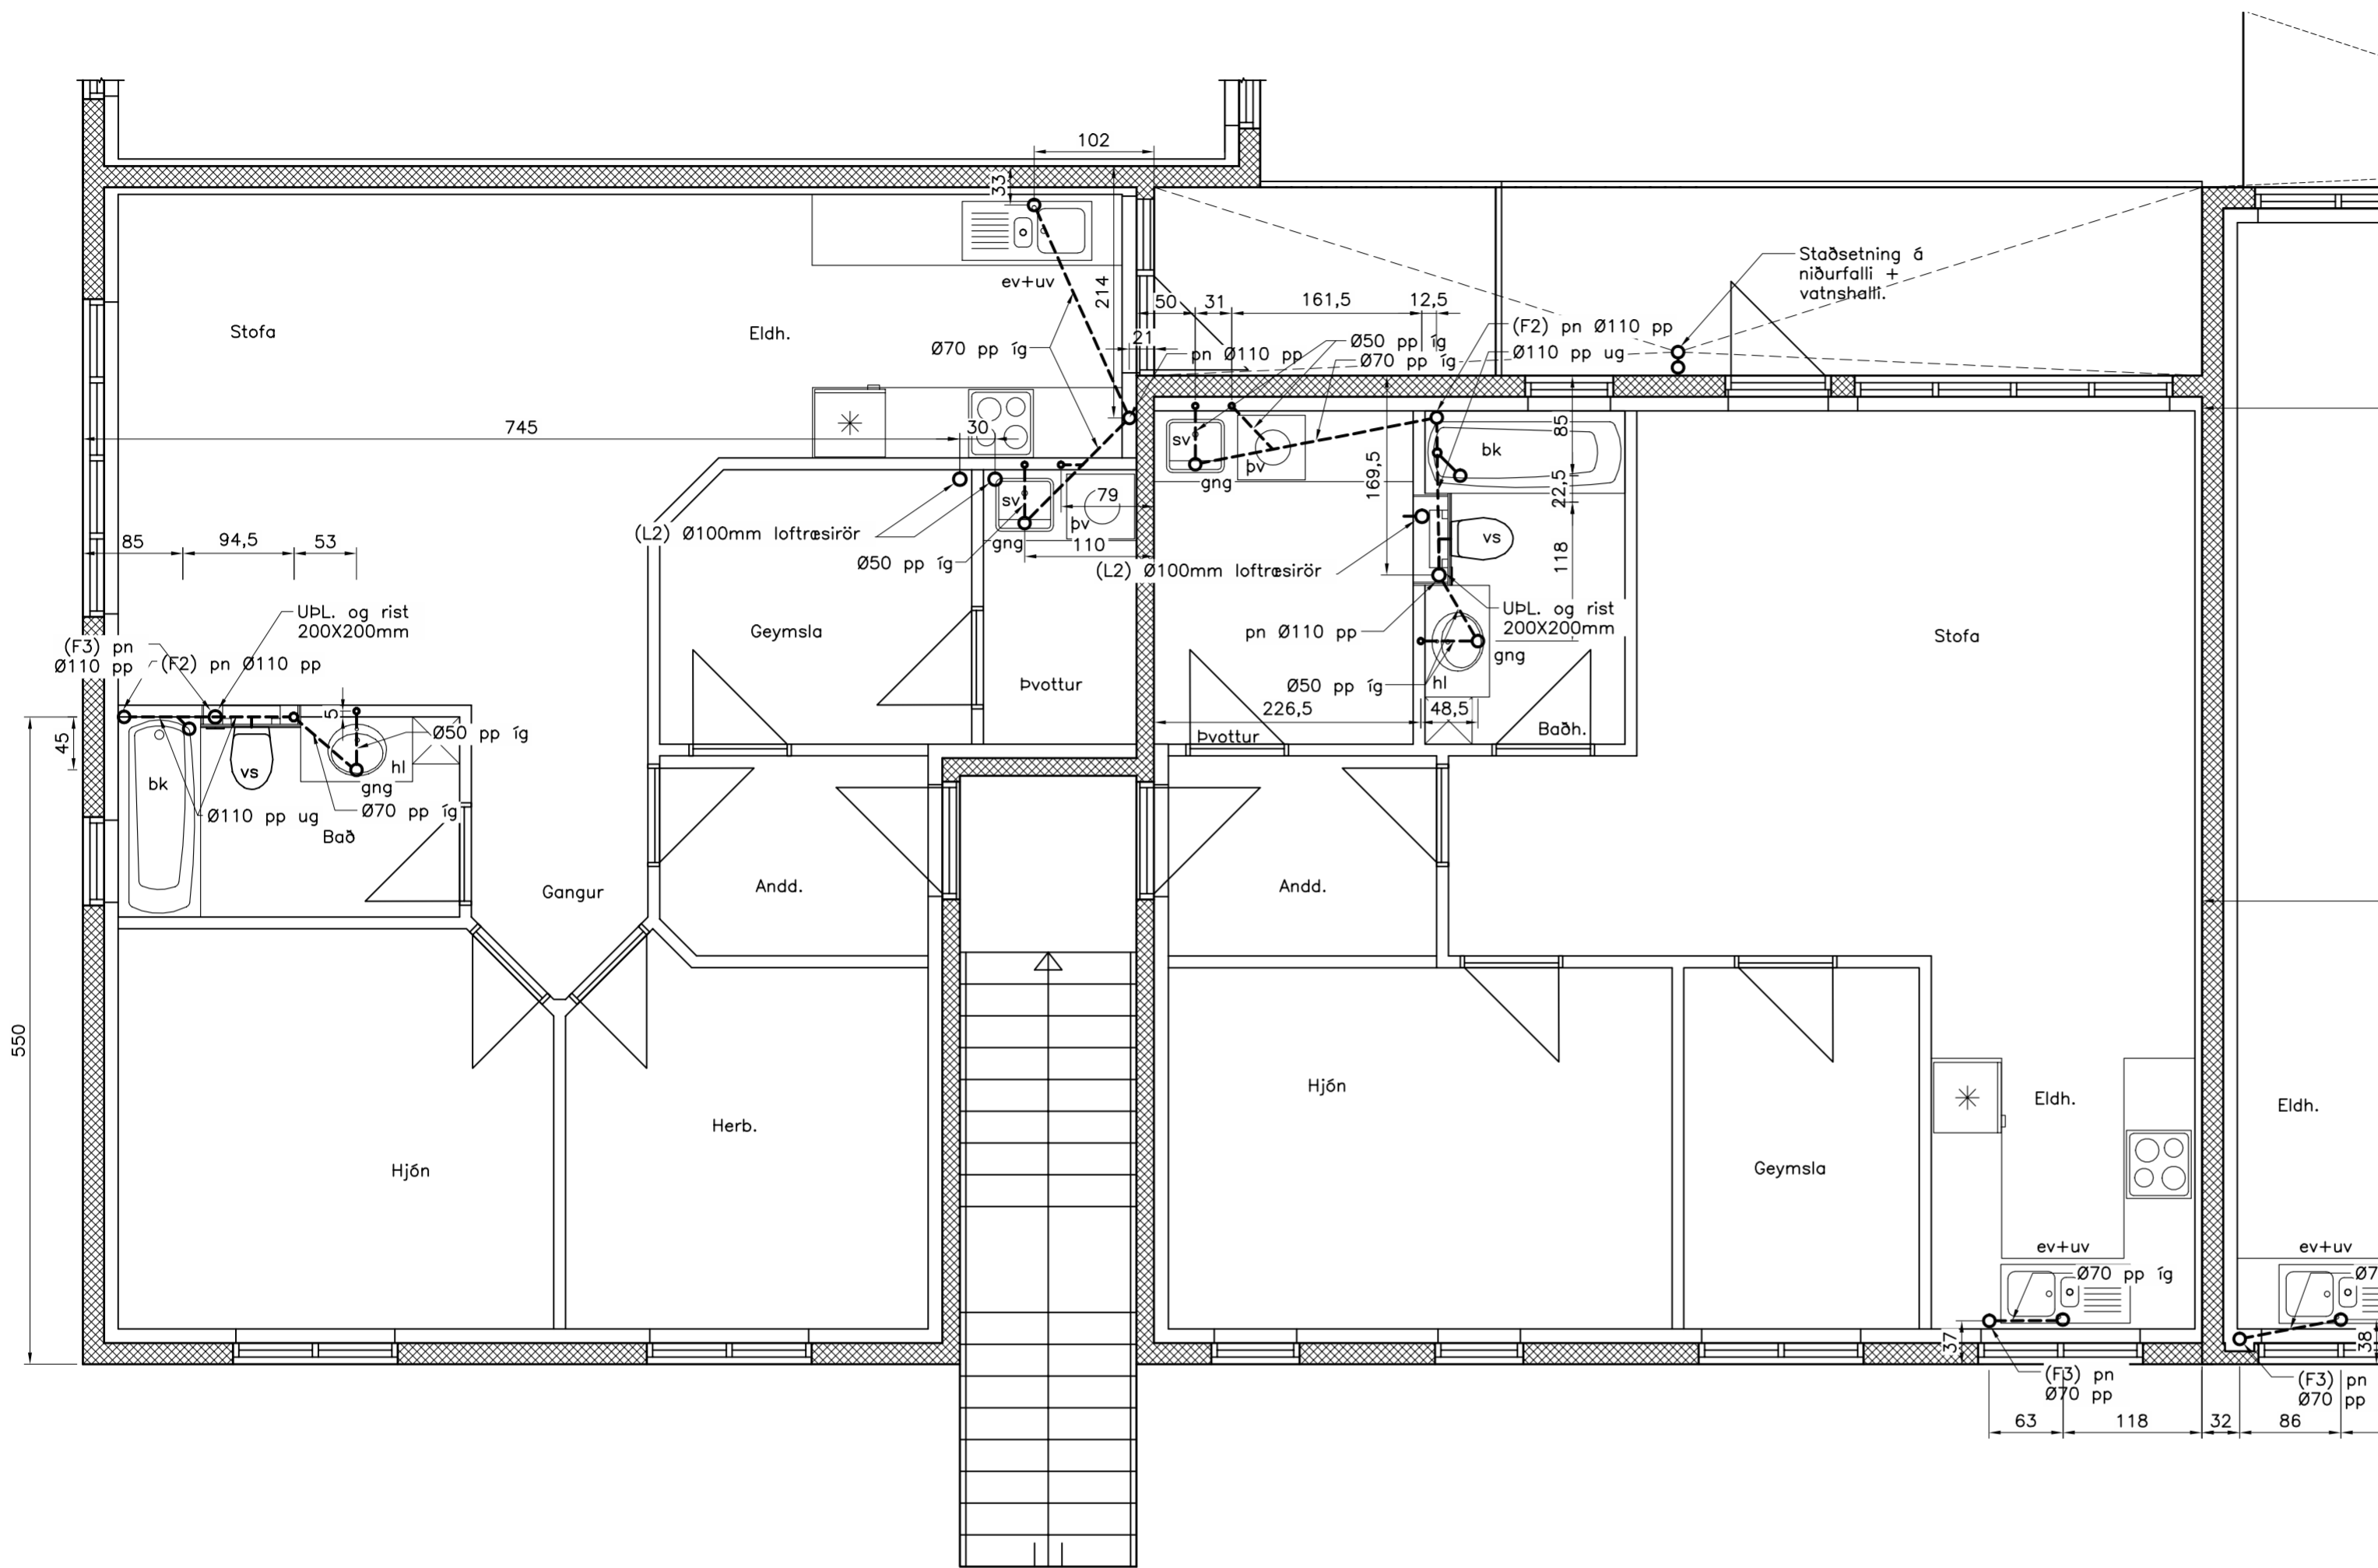 102
33
Staðsetning á
niðurfalli +
vatnshalli.
ev+uv
214
50
31
161,5
12,5
Stofa
Eldh.
Ø70 pp íg
21
pn Ø110 pp
Ø50 pp íg
Ø70 pp íg
(F2) pn Ø110 pp
Ø110 pp ug
745
30
sv
þv
gng
169,5
85
bk
22,5
118
vs
sv
79
þv
gng
110
(L2) Ø100mm loftræsirör
Ø50 pp íg
(L2) Ø100mm loftræsirör
85
94,5
53
UÞL. og rist
200X200mm
(F3) pn
Ø110 pp
(F2) pn Ø110 pp
Geymsla
Þvottur
pn Ø110 pp
UÞL. og rist
200X200mm
gng
hl
Ø50 pp íg
226,5
48,5
Þvottur
Baðh.
Stofa
5
45
Ø50 pp íg
bk
vs
hl
gng
Ø110 pp ug
Ø70 pp íg
Bað
Gangur
Andd.
Andd.
550
Hjón
Herb.
Hjón
Geymsla
Eldh.
Eldh.
ev+uv
ev+uv
Ø70 pp íg
Ø7
37
38
(F3) pn
Ø70 pp
(F3) pn
Ø70 pp
63
118
32
86